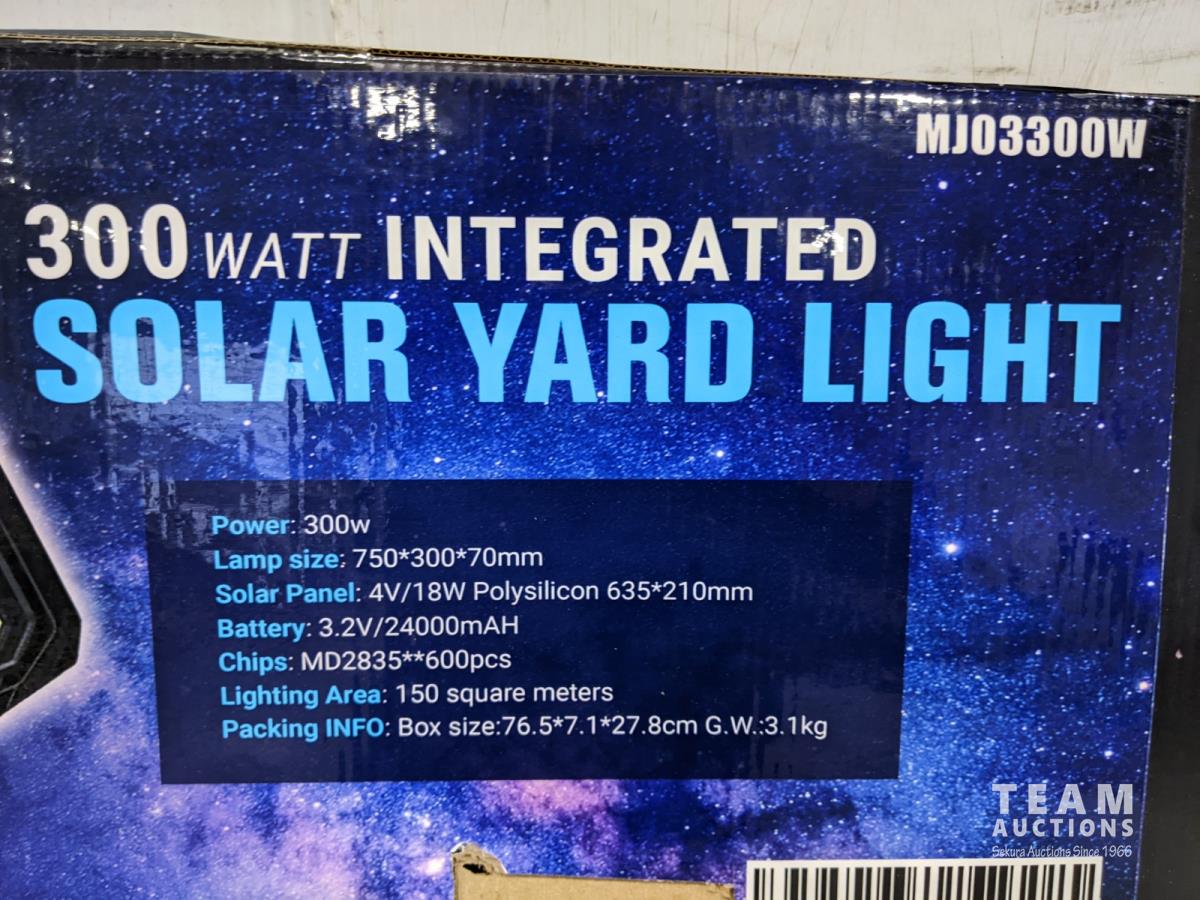 MJ03300W
300 WATT INTEGRATED
SOLAR YARD LIGHT
Power: 300w
Lamp size: 750*300*70mm
Solar Panel: 4V/18W Polysilicon 635*210mm
Battery: 3.2V/24000mAH
Chips: MD2835**600pcs
Lighting Area: 150 square meters
Packing INFO: Box size:76.5*7.1*27.8cm G.W.:3.1kg
TEAM
AUCTIONS
Sekura Auctions Since 1966